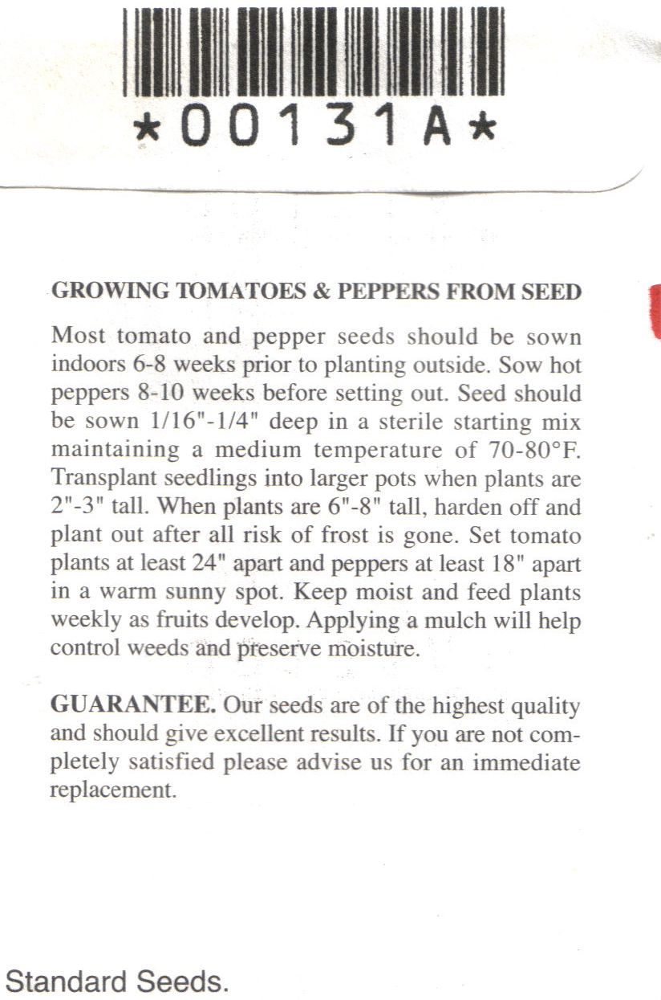 *00131A*
GROWING TOMATOES & PEPPERS FROM SEED
Most tomato and pepper seeds should be sown
indoors 6-8 weeks prior to planting outside. Sow hot
peppers 8-10 weeks before setting out. Seed should
be sown 1/16"-1/4" deep in a sterile starting mix
maintaining a medium temperature of 70-80°F.
Transplant seedlings into larger pots when plants are
2"-3" tall. When plants are 6"-8" tall, harden off and
plant out after all risk of frost is gone. Set tomato
plants at least 24" apart and peppers at least 18" apart
in a warm sunny spot. Keep moist and feed plants
weekly as fruits develop. Applying a mulch will help
control weeds and preserve moisture.
GUARANTEE. Our seeds are of the highest quality
and should give excellent results. If you are not com-
pletely satisfied please advise us for an immediate
replacement.
Standard Seeds.